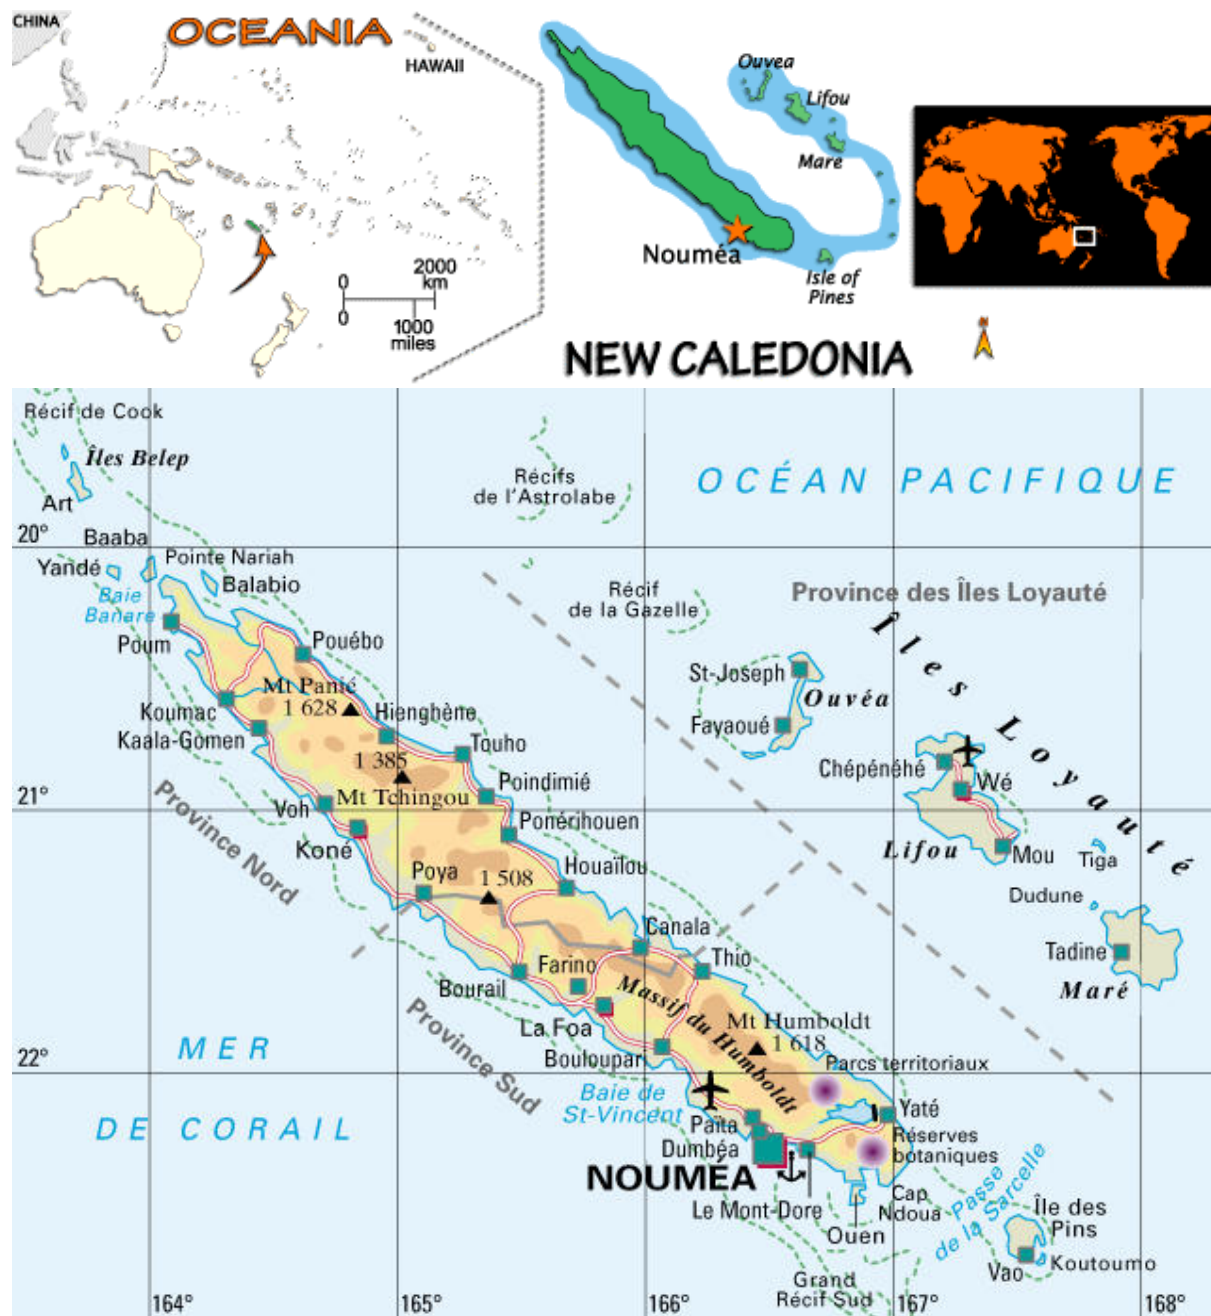 CHINA
OCEANIA
HAWAII
0
2000
km
0
1000
miles
Ouvea
Lifou
Mare
Nouméa
Isle of
Pines
NEW CALEDONIA
N
Récif de Cook
Îles Belep
Art
Récifs
de l'Astrolabe
OCÉAN PACIFIQUE
20°
Baaba
Yandé
Pointe Nariah
Balabio
Baie
Banare
Poum
Pouébo
Récif
de la Gazelle
Province des Îles Loyauté
Îles Loyauté
St-Joseph
Ouvéa
Fayaoué
Mt Panié
1 628
Koumac
Kaala-Gomen
Hienghène
Touho
1 385
Mt Tchingou
Poindimié
Chépénéhé
Wé
21°
Voh
Ponérihouen
Province Nord
Koné
Lifou
Mou
Tiga
Houaïlou
Poya
1 508
Dudune
Canala
Thio
Tadine
Maré
Farino
Bourail
Massif du Humboldt
La Foa
Mt Humboldt
1 618
Province Sud
Bouloupari
22°
MER
DE CORAIL
Parcs territoriaux
Baie de
St-Vincent
Païta
Yaté
Dumbéa
Réserves
botaniques
NOUMÉA
Le Mont-Dore
Cap
Ndoua
Ouen
Passe
de la Sarcelle
Île des
Pins
Vao
Koutoumo
Grand
Récif Sud
164°
165°
166°
167°
168°